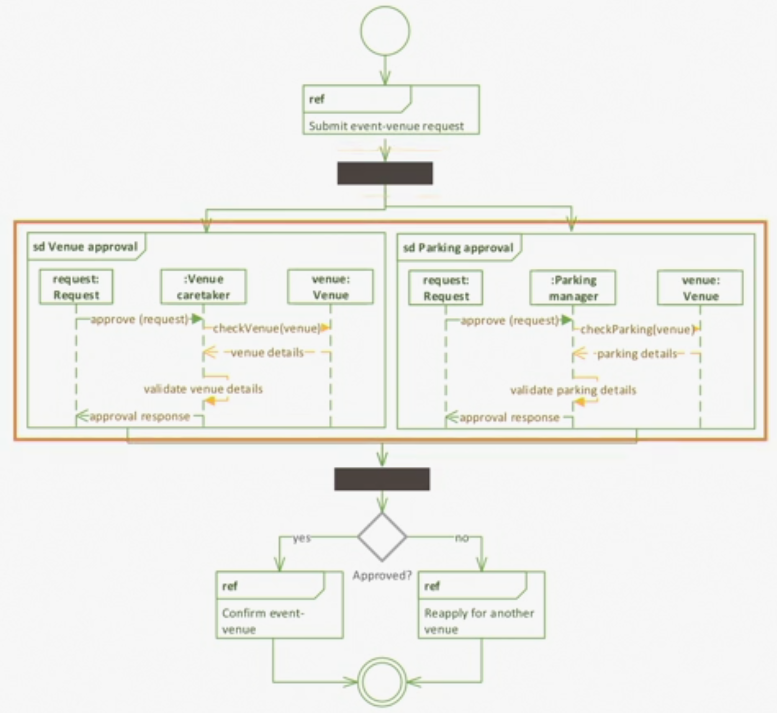 ref
Submit event-venue request
sd Venue approval
request:
Request
:Venue
caretaker
venue:
Venue
approve (request)
checkVenue(venue)
venue details
validate venue details
approval response
sd Parking approval
request:
Request
:Parking
manager
venue:
Venue
approve (request)
checkParking(venue)
parking details
validate parking details
approval response
yes
no
Approved?
ref
Confirm event-
venue
ref
Reapply for another
venue